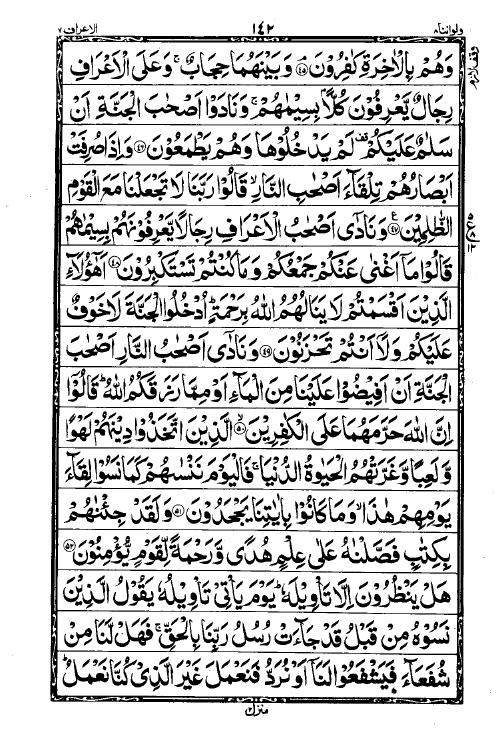 ولواننا ٨ ١٤٢ الاعراف ٧
وَهُمْ بِالْاٰخِرَةِ كٰفِرُوْنَ ﴿٤٥﴾ وَبَيْنَهُمَا حِجَابٌ ۚ وَعَلَى الْاَعْرَافِ
رِجَالٌ يَّعْرِفُوْنَ كُلًّاۢ بِسِيْمٰىهُمْ ۚ وَنَادَوْا اَصْحٰبَ الْجَنَّةِ اَنْ
سَلٰمٌ عَلَيْكُمْ ۟ لَمْ يَدْخُلُوْهَا وَهُمْ يَطْمَعُوْنَ ﴿٤٦﴾ وَاِذَا صُرِفَتْ
اَبْصَارُهُمْ تِلْقَآءَ اَصْحٰبِ النَّارِ ۙ قَالُوْا رَبَّنَا لَا تَجْعَلْنَا مَعَ الْقَوْمِ
الظّٰلِمِيْنَ ﴿٤٧﴾ وَنَادٰٓى اَصْحٰبُ الْاَعْرَافِ رِجَالًا يَّعْرِفُوْنَهُمْ بِسِيْمٰىهُمْ
قَالُوْا مَآ اَغْنٰى عَنْكُمْ جَمْعُكُمْ وَمَا كُنْتُمْ تَسْتَكْبِرُوْنَ ﴿٤٨﴾ اَهٰٓؤُلَآءِ
الَّذِيْنَ اَقْسَمْتُمْ لَا يَنَالُهُمُ اللّٰهُ بِرَحْمَةٍ ؕ اُدْخُلُوا الْجَنَّةَ لَا خَوْفٌ
عَلَيْكُمْ وَلَآ اَنْتُمْ تَحْزَنُوْنَ ﴿٤٩﴾ وَنَادٰٓى اَصْحٰبُ النَّارِ اَصْحٰبَ
الْجَنَّةِ اَنْ اَفِيْضُوْا عَلَيْنَا مِنَ الْمَآءِ اَوْ مِمَّا رَزَقَكُمُ اللّٰهُ ؕ قَالُوْٓا
اِنَّ اللّٰهَ حَرَّمَهُمَا عَلَى الْكٰفِرِيْنَ ﴿٥٠﴾ الَّذِيْنَ اتَّخَذُوْا دِيْنَهُمْ لَهْوًا
وَّلَعِبًا وَّغَرَّتْهُمُ الْحَيٰوةُ الدُّنْيَا ۚ فَالْيَوْمَ نَنْسٰىهُمْ كَمَا نَسُوْا لِقَآءَ
يَوْمِهِمْ هٰذَا ۙ وَمَا كَانُوْا بِاٰيٰتِنَا يَجْحَدُوْنَ ﴿٥١﴾ وَلَقَدْ جِئْنٰهُمْ
بِكِتٰبٍ فَصَّلْنٰهُ عَلٰى عِلْمٍ هُدًى وَّرَحْمَةً لِّقَوْمٍ يُّؤْمِنُوْنَ ﴿٥٢﴾
هَلْ يَنْظُرُوْنَ اِلَّا تَاْوِيْلَهٗ ؕ يَوْمَ يَاْتِيْ تَاْوِيْلُهٗ يَقُوْلُ الَّذِيْنَ
نَسُوْهُ مِنْ قَبْلُ قَدْ جَآءَتْ رُسُلُ رَبِّنَا بِالْحَقِّ ۚ فَهَلْ لَّنَا مِنْ
شُفَعَآءَ فَيَشْفَعُوْا لَنَآ اَوْ نُرَدُّ فَنَعْمَلَ غَيْرَ الَّذِيْ كُنَّا نَعْمَلُ ؕ
منزل ٢